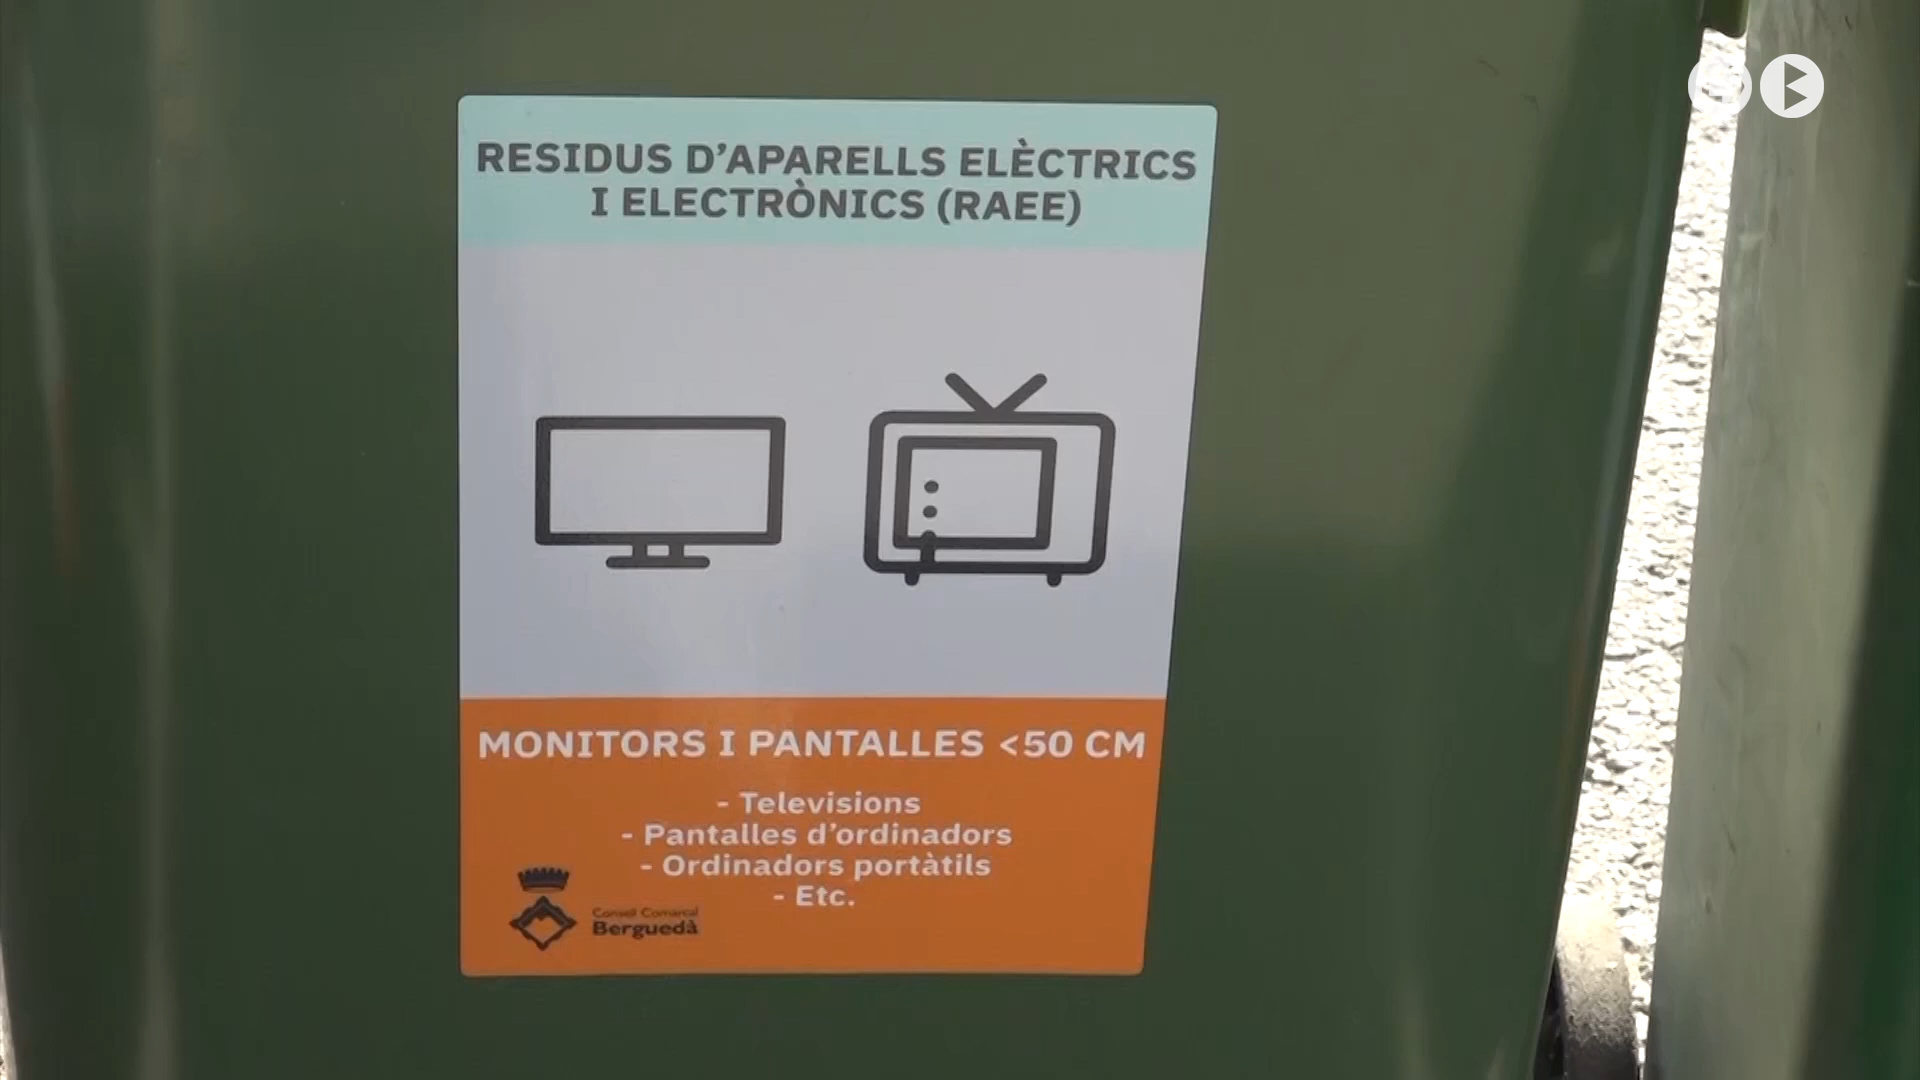 RESIDUS D'APARELLS ELÈCTRICS
I ELECTRÒNICS (RAEE)
MONITORS I PANTALLES <50 CM
- Televisions
- Pantalles d'ordinadors
- Ordinadors portàtils
- Etc.
Consell Comarcal
Berguedà